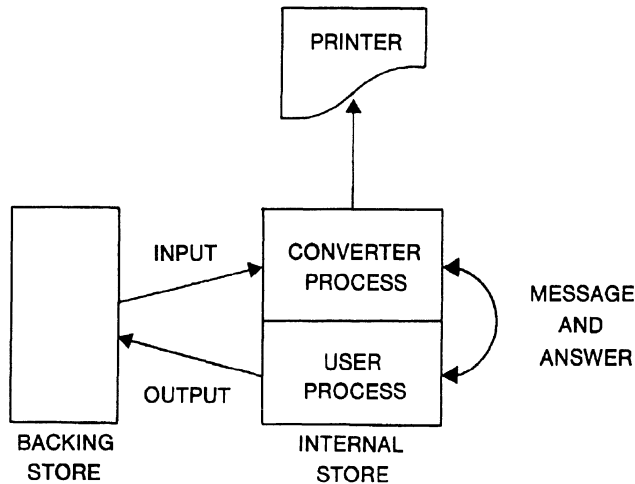 PRINTER
INPUT
CONVERTER
PROCESS
MESSAGE
AND
ANSWER
USER
PROCESS
OUTPUT
BACKING
STORE
INTERNAL
STORE